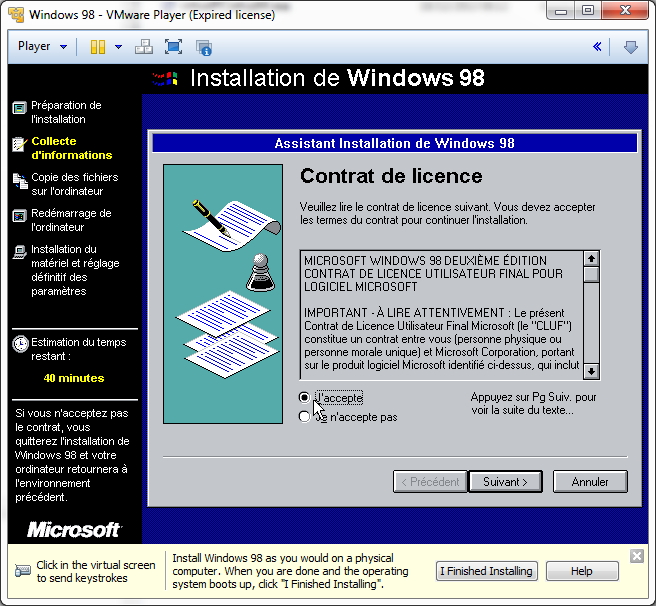 Windows 98 - VMware Player (Expired license)
Player
Installation de Windows 98
Préparation de
l'installation
Collecte
d'informations
Copie des fichiers
sur l'ordinateur
Redémarrage de
l'ordinateur
Installation du
matériel et réglage
définitif des
paramètres
Estimation du temps
restant :
40 minutes
Si vous n'acceptez pas
le contrat, vous
quitterez l'installation de
Windows 98 et votre
ordinateur retournera à
l'environnement
précédent.
Microsoft
Assistant Installation de Windows 98
Contrat de licence
Veuillez lire le contrat de licence suivant. Vous devez accepter
les termes du contrat pour continuer l'installation.
MICROSOFT WINDOWS 98 DEUXIÈME ÉDITION
CONTRAT DE LICENCE UTILISATEUR FINAL POUR
LOGICIEL MICROSOFT
IMPORTANT - À LIRE ATTENTIVEMENT : Le présent
Contrat de Licence Utilisateur Final Microsoft (le "CLUF")
constitue un contrat entre vous (personne physique ou
personne morale unique) et Microsoft Corporation, portant
sur le produit logiciel Microsoft identifié ci-dessus, qui inclut
J'accepte
Je n'accepte pas
Appuyez sur Pg Suiv. pour
voir la suite du texte...
< Précédent
Suivant >
Annuler
Click in the virtual screen
to send keystrokes
Install Windows 98 as you would on a physical
computer. When you are done and the operating
system boots up, click "I Finished Installing".
I Finished Installing
Help